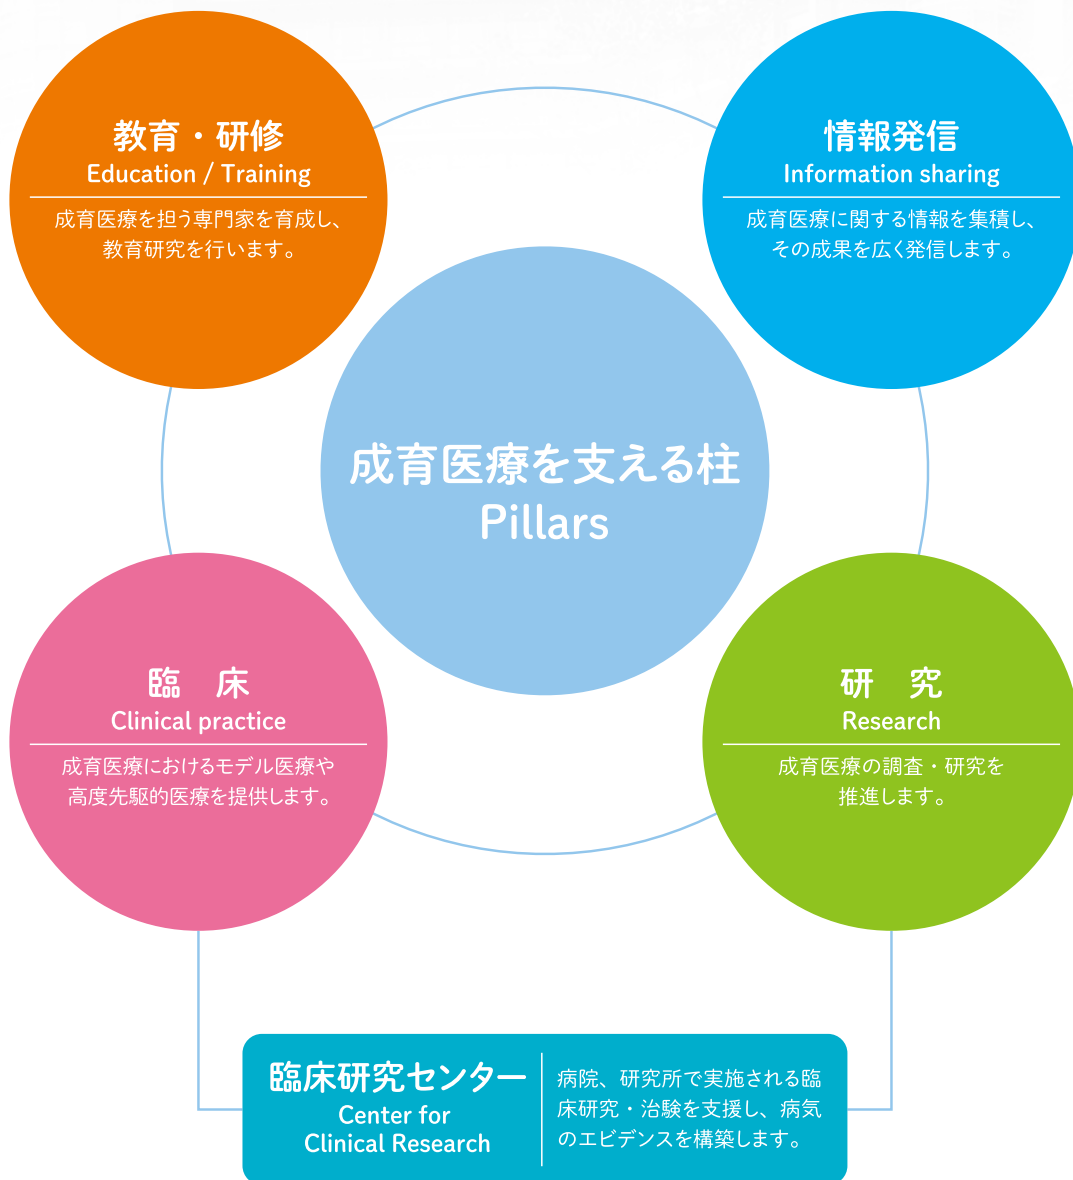 教育・研修
Education / Training
成育医療を担う専門家を育成し、
教育研究を行います。
情報発信
Information sharing
成育医療に関する情報を集積し、
その成果を広く発信します。
成育医療を支える柱
Pillars
臨　床
Clinical practice
成育医療におけるモデル医療や
高度先駆的医療を提供します。
研　究
Research
成育医療の調査・研究を
推進します。
臨床研究センター
Center for
Clinical Research
病院、研究所で実施される臨
床研究・治験を支援し、病気
のエビデンスを構築します。